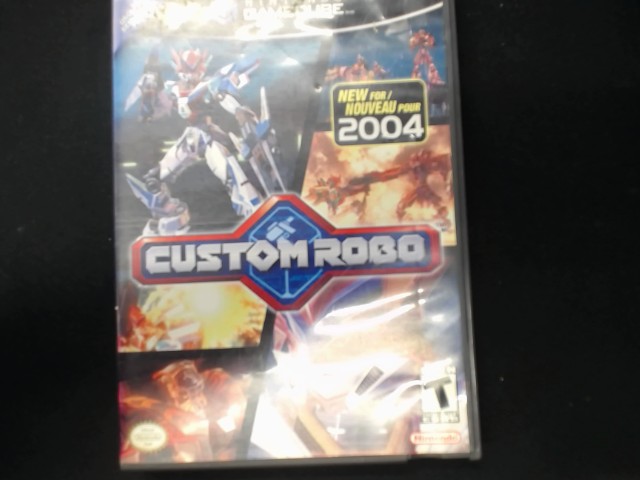 GAMECUBE
NEW FOR /
NOUVEAU POUR
2004
CUSTOM ROBO
T
Nintendo